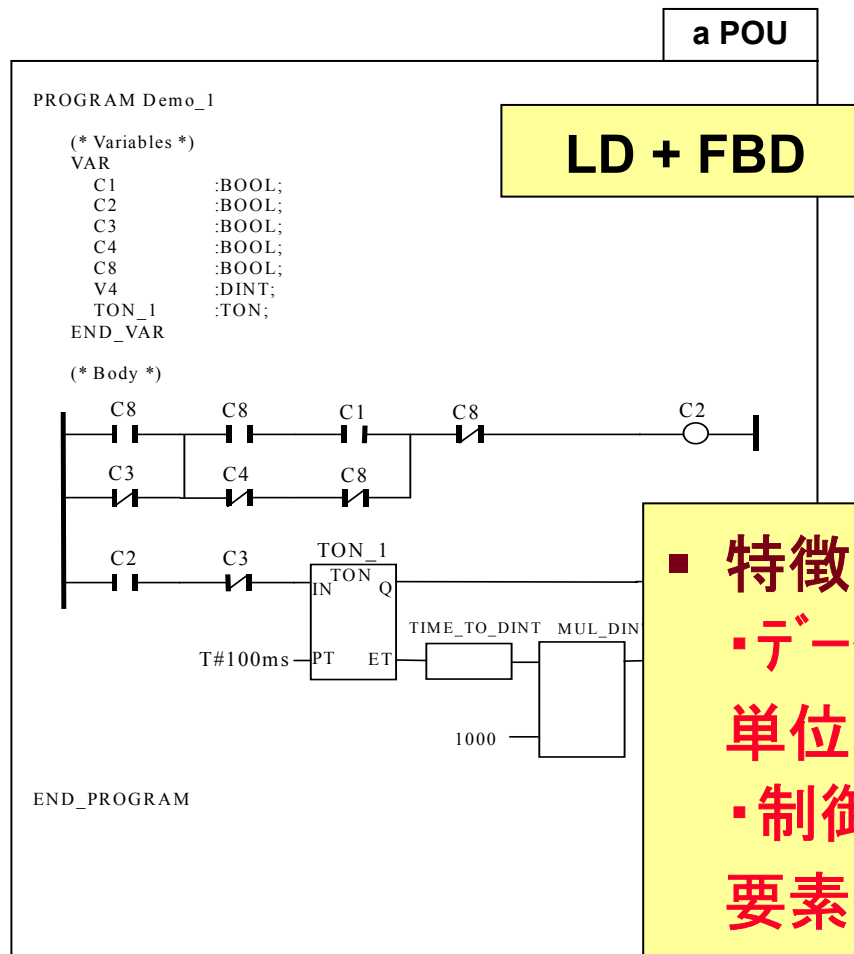 a POU
LD + FBD
PROGRAM Demo_1
(* Variables *)
VAR
C1 :BOOL;
C2 :BOOL;
C3 :BOOL;
C4 :BOOL;
C8 :BOOL;
V4 :DINT;
TON_1 :TON;
END_VAR
(* Body *)
C8 C8 C1 C8 C2
C3 C4 C8
C2 C3 TON_1
TON
IN Q
TIME_TO_DINT MUL_DIN
T#100ms PT ET
1000
END_PROGRAM
▪ 特徴
・デー
単位
・制御
要素